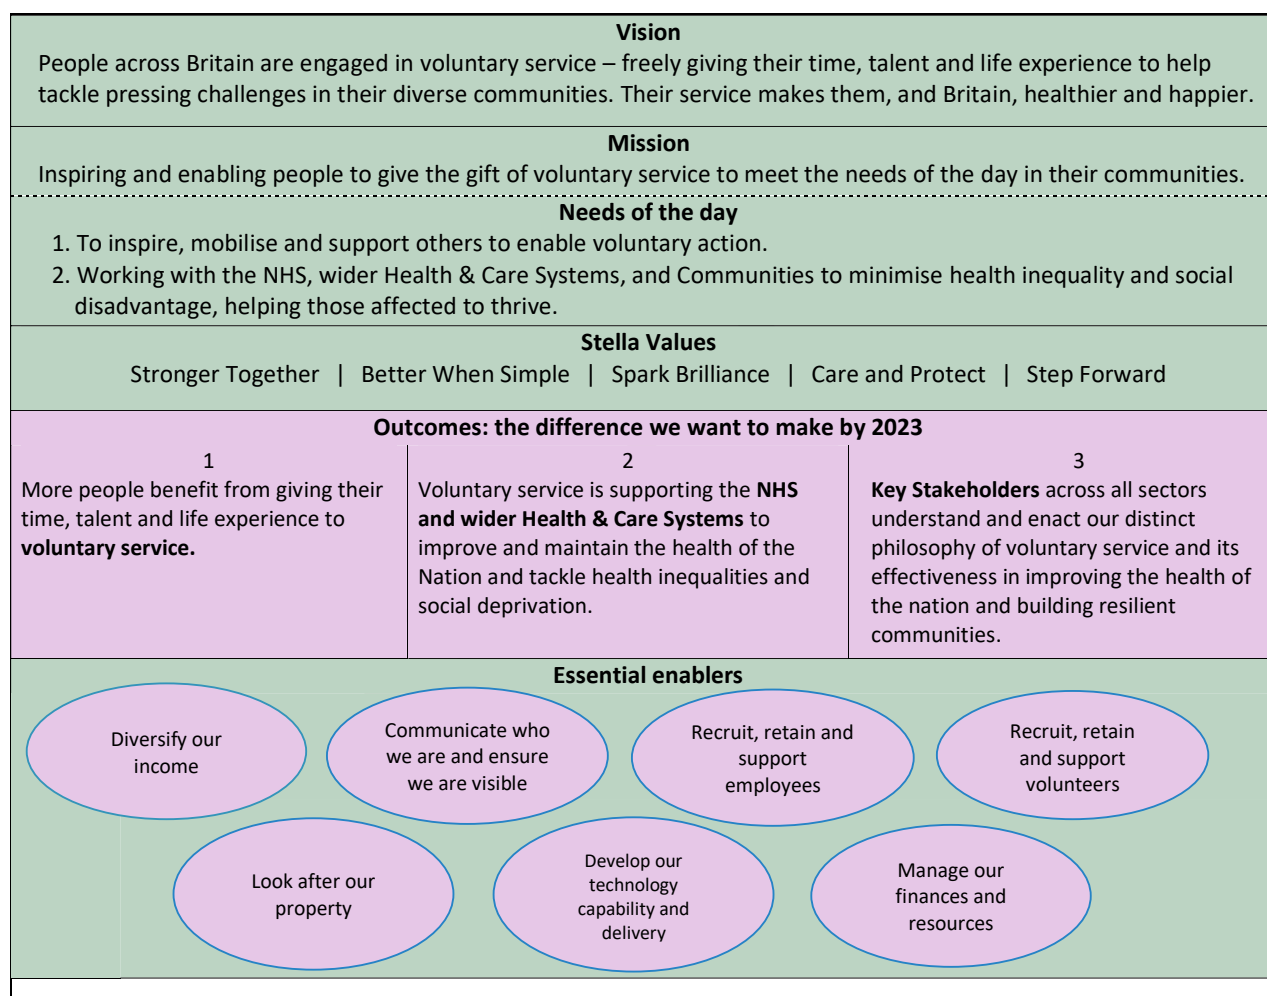 Vision
People across Britain are engaged in voluntary service – freely giving their time, talent and life experience to help
tackle pressing challenges in their diverse communities. Their service makes them, and Britain, healthier and happier.
Mission
Inspiring and enabling people to give the gift of voluntary service to meet the needs of the day in their communities.
Needs of the day
1. To inspire, mobilise and support others to enable voluntary action.
2. Working with the NHS, wider Health & Care Systems, and Communities to minimise health inequality and social
disadvantage, helping those affected to thrive.
Stella Values
Stronger Together | Better When Simple | Spark Brilliance | Care and Protect | Step Forward
Outcomes: the difference we want to make by 2023
1
More people benefit from giving their
time, talent and life experience to
voluntary service.
2
Voluntary service is supporting the NHS
and wider Health & Care Systems to
improve and maintain the health of the
Nation and tackle health inequalities and
social deprivation.
3
Key Stakeholders across all sectors
understand and enact our distinct
philosophy of voluntary service and its
effectiveness in improving the health of
the nation and building resilient
communities.
Essential enablers
Diversify our
income
Communicate who
we are and ensure
we are visible
Recruit, retain and
support
employees
Recruit, retain
and support
volunteers
Look after our
property
Develop our
technology
capability and
delivery
Manage our
finances and
resources